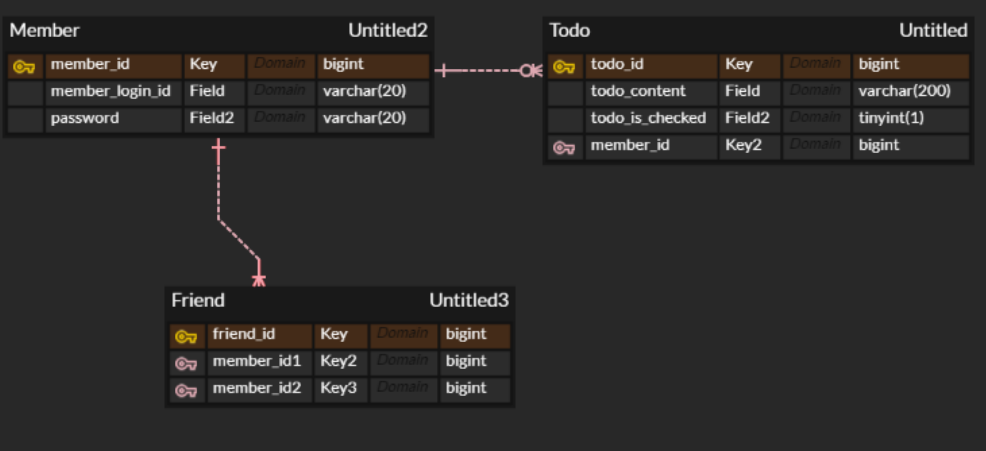 Member Untitled2
member_id Key Domain bigint
member_login_id Field Domain varchar(20)
password Field2 Domain varchar(20)
Todo Untitled
todo_id Key Domain bigint
todo_content Field Domain varchar(200)
todo_is_checked Field2 Domain tinyint(1)
member_id Key2 Domain bigint
Friend Untitled3
friend_id Key Domain bigint
member_id1 Key2 Domain bigint
member_id2 Key3 Domain bigint